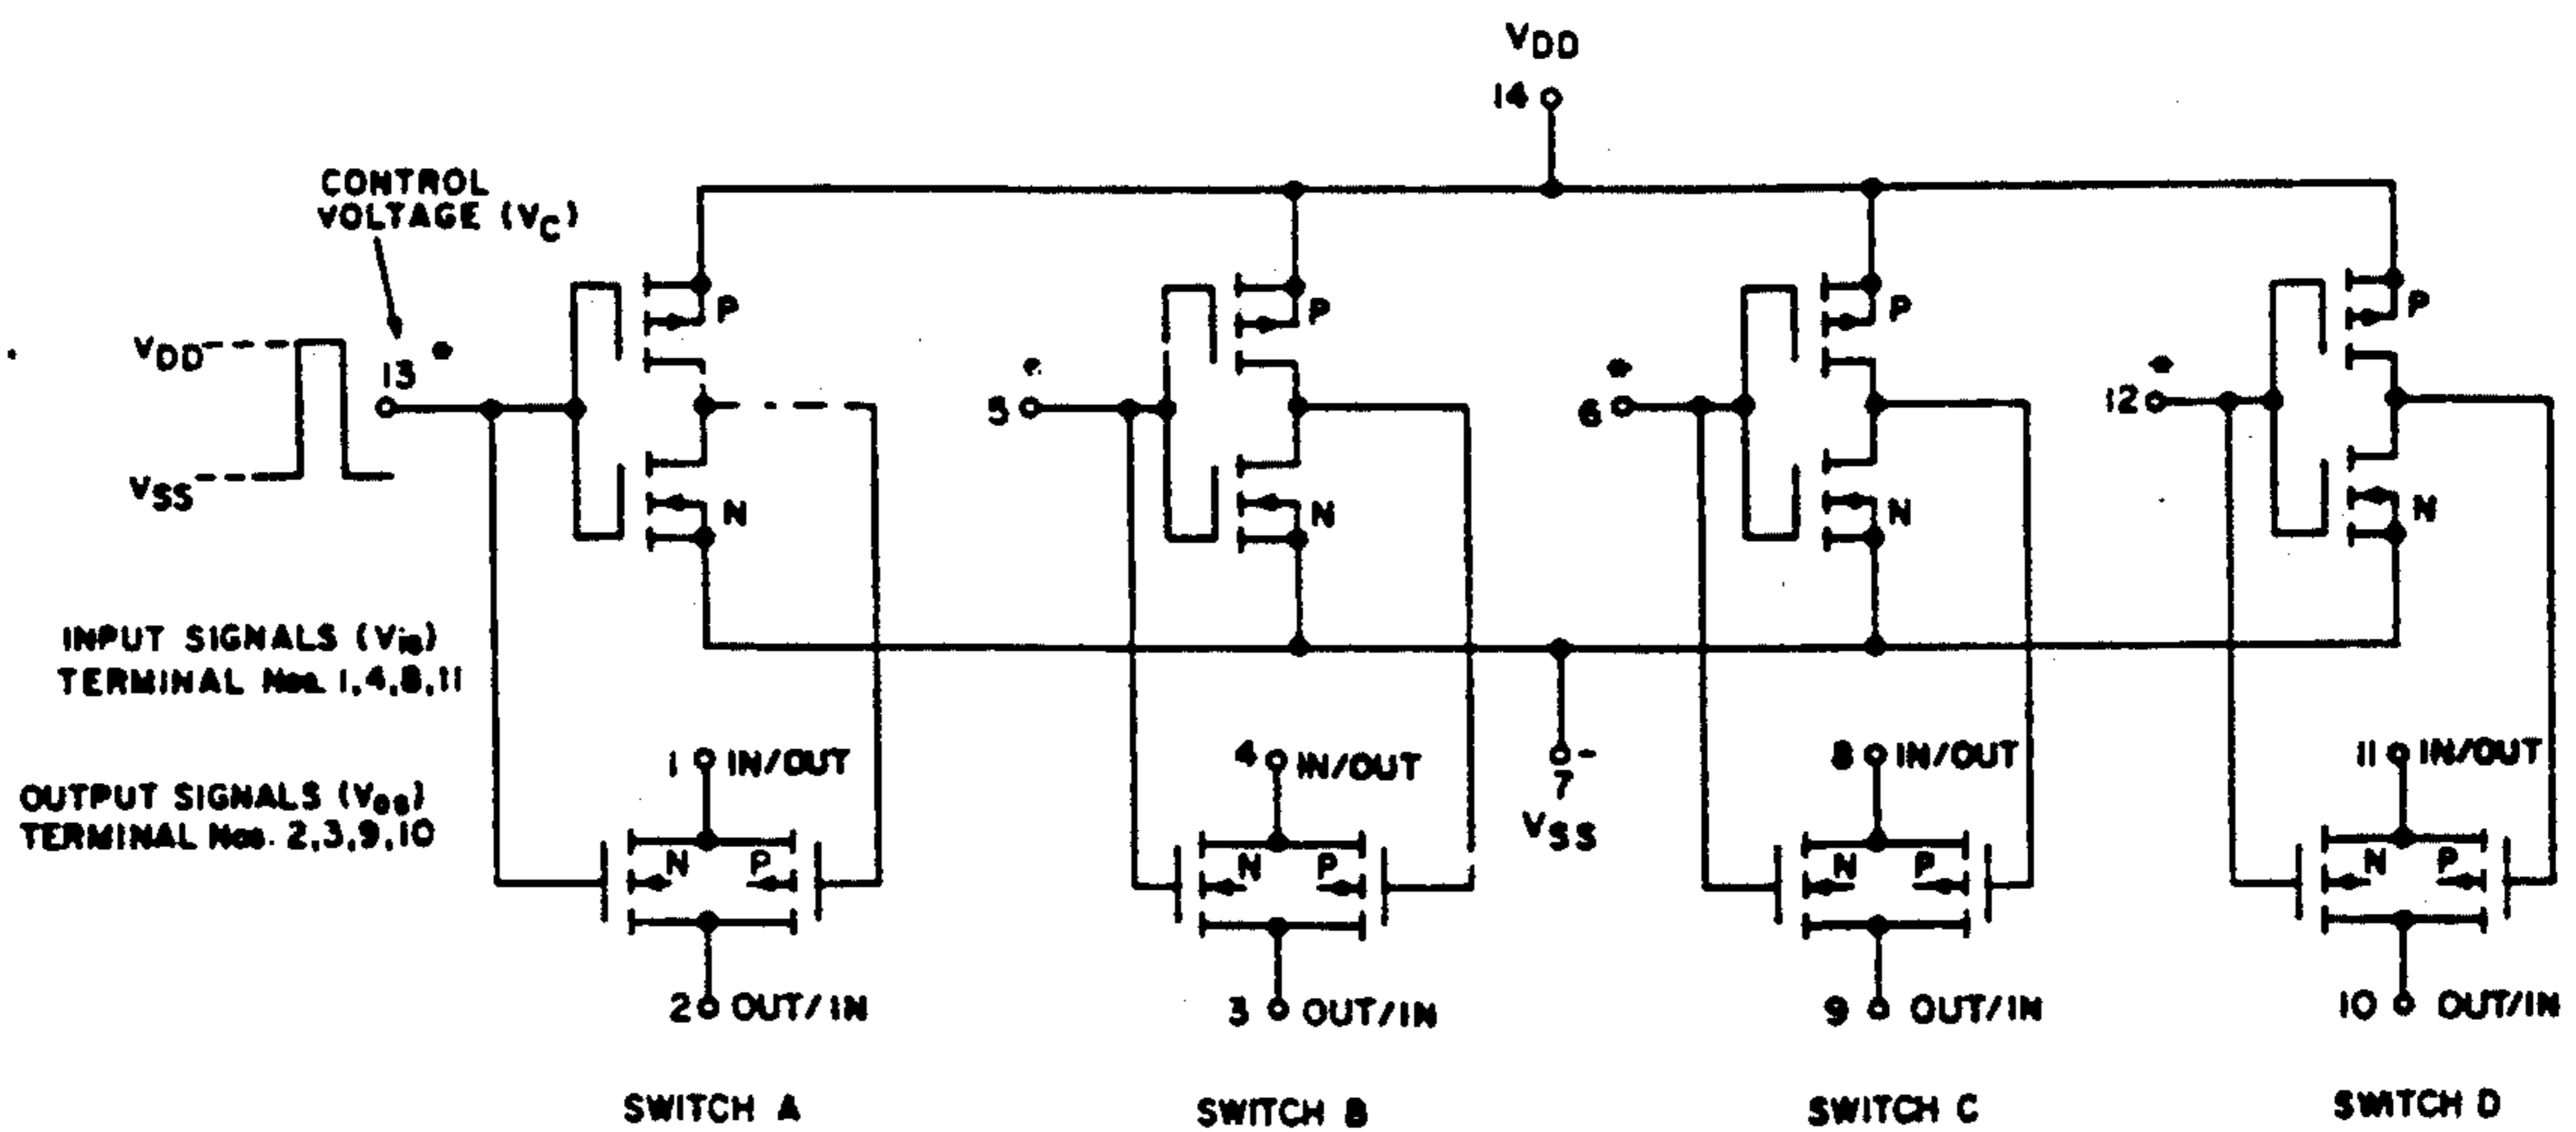 VDD
14
CONTROL
VOLTAGE (VC)
P
P
P
P
VDD
13 *
5 *
6 *
12 *
VSS
N
N
N
N
INPUT SIGNALS (Vis)
TERMINAL Nos. 1,4,8,11
1 IN/OUT
4 IN/OUT
7
VSS
8 IN/OUT
11 IN/OUT
OUTPUT SIGNALS (Vos)
TERMINAL Nos. 2,3,9,10
N P
N P
N P
N P
2 OUT/IN
3 OUT/IN
9 OUT/IN
10 OUT/IN
SWITCH A
SWITCH B
SWITCH C
SWITCH D